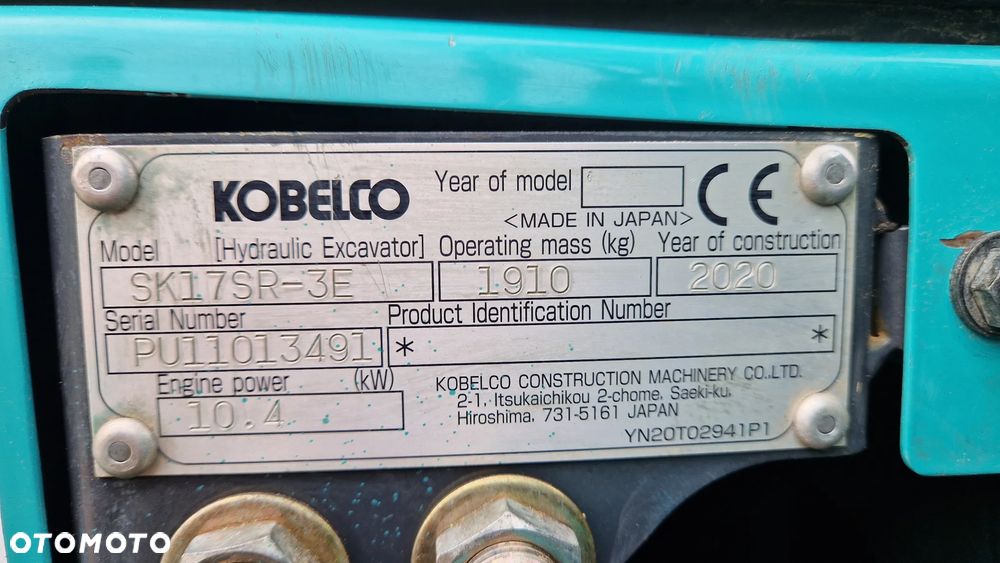 KOBELCO
Year of model
CE
<MADE IN JAPAN>
Model [Hydraulic Excavator] Operating mass (kg) Year of construction
SK17SR-3E 1910 2020
Serial Number Product Identification Number
PU11013491 * *
Engine power (kW)
10.4
KOBELCO CONSTRUCTION MACHINERY CO.,LTD.
2-1, Itsukaichikou 2-chome, Saeki-ku,
Hiroshima, 731-5161 JAPAN
YN20T02941P1
OTOMOTO